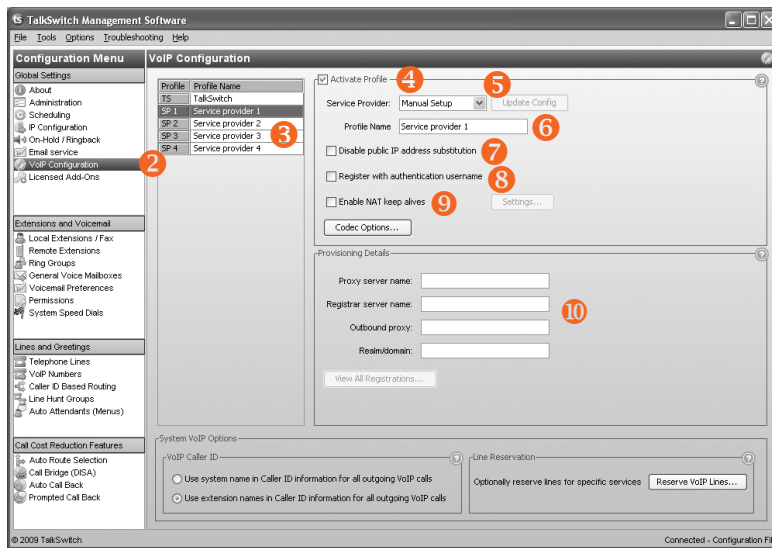 ts TalkSwitch Management Software
File Tools Options Troubleshooting Help
Configuration Menu
Global Settings
About
Administration
Scheduling
IP Configuration
On-Hold / Ringback
Email service
VoIP Configuration
Licensed Add-Ons
2
Extensions and Voicemail
Local Extensions / Fax
Remote Extensions
Ring Groups
General Voice Mailboxes
Voicemail Preferences
Permissions
System Speed Dials
Lines and Greetings
Telephone Lines
VoIP Numbers
Caller ID Based Routing
Line Hunt Groups
Auto Attendants (Menus)
Call Cost Reduction Features
Auto Route Selection
Call Bridge (DISA)
Auto Call Back
Prompted Call Back
VoIP Configuration
Profile Profile Name
TS TalkSwitch
SP 1 Service provider 1
SP 2 Service provider 2
SP 3 Service provider 3
SP 4 Service provider 4
3
Activate Profile 4
Service Provider: Manual Setup 5 Update Config
Profile Name Service provider 1 6
Disable public IP address substitution 7
Register with authentication username 8
Enable NAT keep alives 9 Settings...
Codec Options...
Provisioning Details
Proxy server name:
Registrar server name:
10
Outbound proxy:
Realm/domain:
View All Registrations...
System VoIP Options
VoIP Caller ID
Use system name in Caller ID information for all outgoing VoIP calls
Use extension names in Caller ID information for all outgoing VoIP calls
Line Reservation
Optionally reserve lines for specific services Reserve VoIP Lines...
© 2009 TalkSwitch
Connected - Configuration Fil